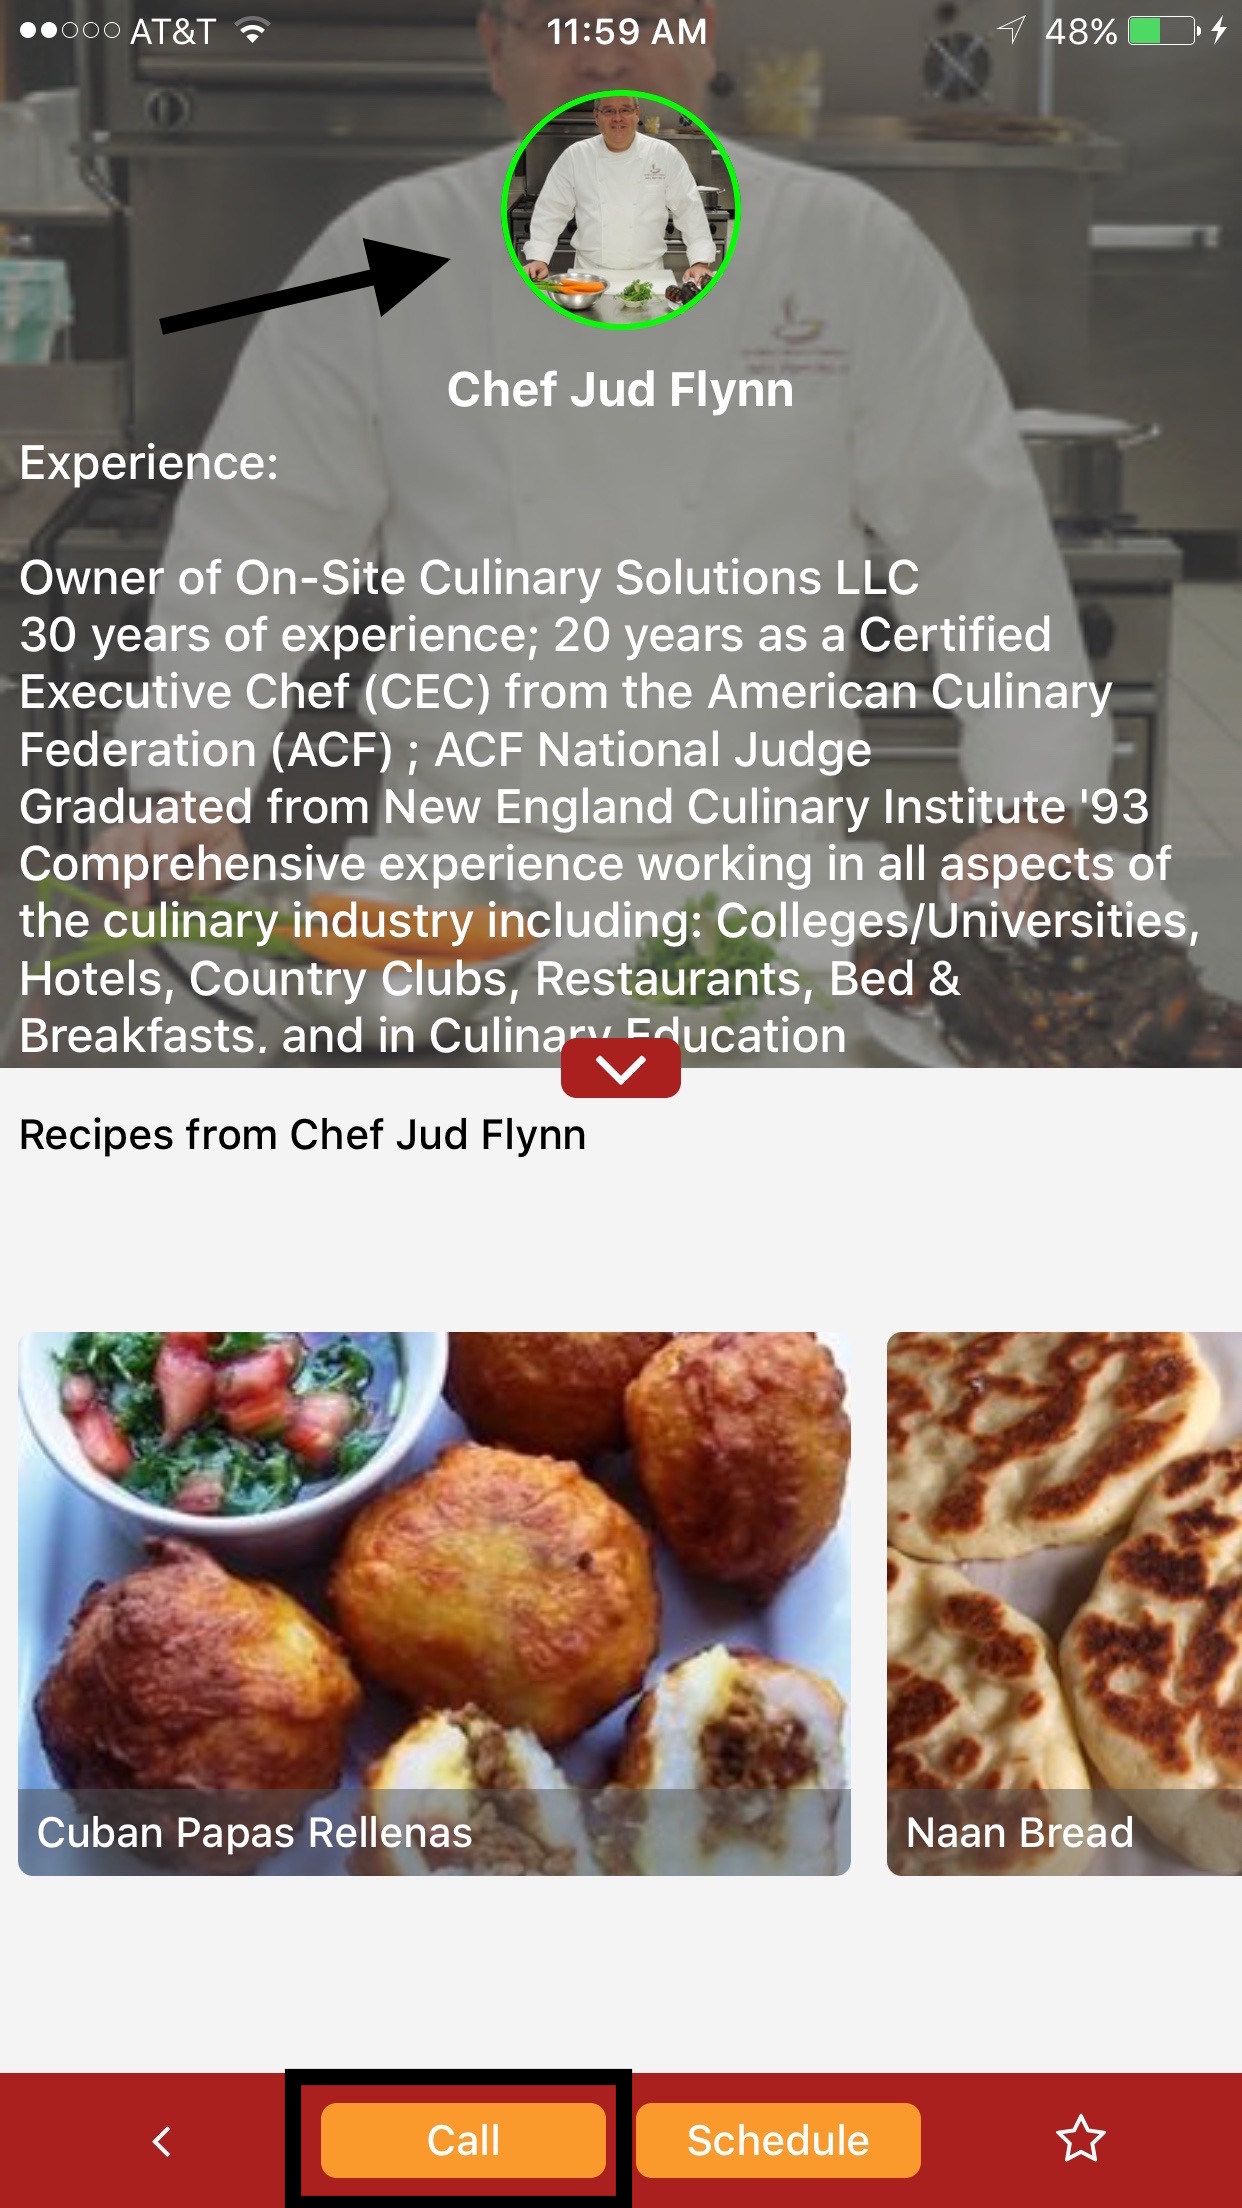 AT&T
11:59 AM
48%
Chef Jud Flynn
Experience:
Owner of On-Site Culinary Solutions LLC
30 years of experience; 20 years as a Certified
Executive Chef (CEC) from the American Culinary
Federation (ACF) ; ACF National Judge
Graduated from New England Culinary Institute '93
Comprehensive experience working in all aspects of
the culinary industry including: Colleges/Universities,
Hotels, Country Clubs, Restaurants, Bed &
Breakfasts, and in Culinary Education
Recipes from Chef Jud Flynn
Cuban Papas Rellenas
Naan Bread
Call
Schedule